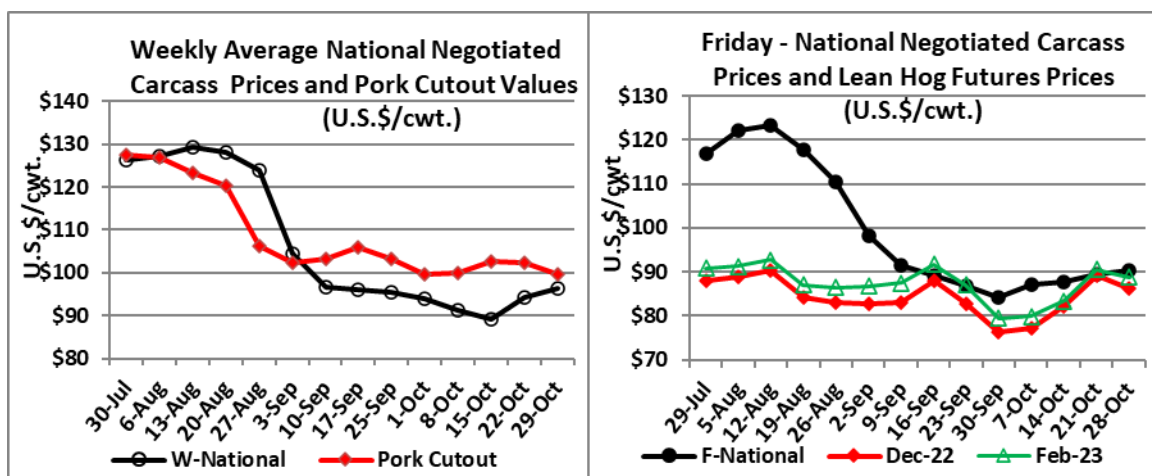 Weekly Average National Negotiated
Carcass Prices and Pork Cutout Values
(U.S.$/cwt.)
U.S.$/cwt.
$140
$130
$120
$110
$100
$90
$80
30-Jul
6-Aug
13-Aug
20-Aug
27-Aug
3-Sep
10-Sep
17-Sep
25-Sep
1-Oct
8-Oct
15-Oct
22-Oct
29-Oct
W-National
Pork Cutout
Friday - National Negotiated Carcass
Prices and Lean Hog Futures Prices
(U.S.$/cwt.)
U.S.$/cwt
$130
$120
$110
$100
$90
$80
$70
29-Jul
5-Aug
12-Aug
19-Aug
26-Aug
2-Sep
9-Sep
16-Sep
23-Sep
30-Sep
7-Oct
14-Oct
21-Oct
28-Oct
F-National
Dec-22
Feb-23